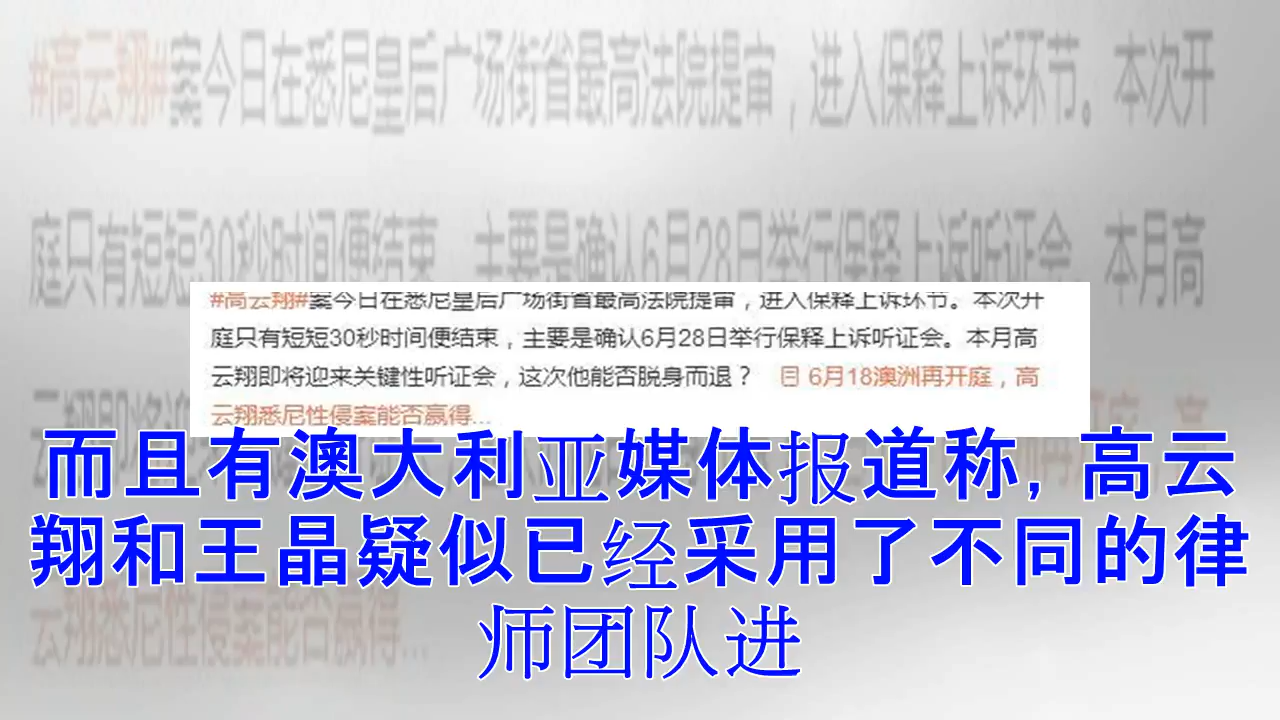 #高云翔#案今日在悉尼皇后广场街省最高法院提审，进入保释上诉环节。本次开
庭只有短短30秒时间便结束，主要是确认6月28日举行保释上诉听证会。本月高
#高云翔#案今日在悉尼皇后广场街省最高法院提审，进入保释上诉环节。本次开
庭只有短短30秒时间便结束，主要是确认6月28日举行保释上诉听证会。本月高
云翔即将迎来关键性听证会，这次他能否脱身而退？ 6月18澳洲再开庭，高
云翔悉尼性侵案能否赢得...
而且有澳大利亚媒体报道称,高云
翔和王晶疑似已经采用了不同的律
师团队进
云翔悉尼性侵案能否赢得...